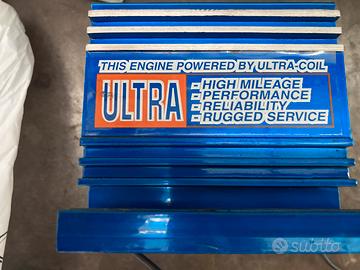 THIS ENGINE POWERED BY ULTRA-COIL
ULTRA
- HIGH MILEAGE
- PERFORMANCE
- RELIABILITY
- RUGGED SERVICE
subito